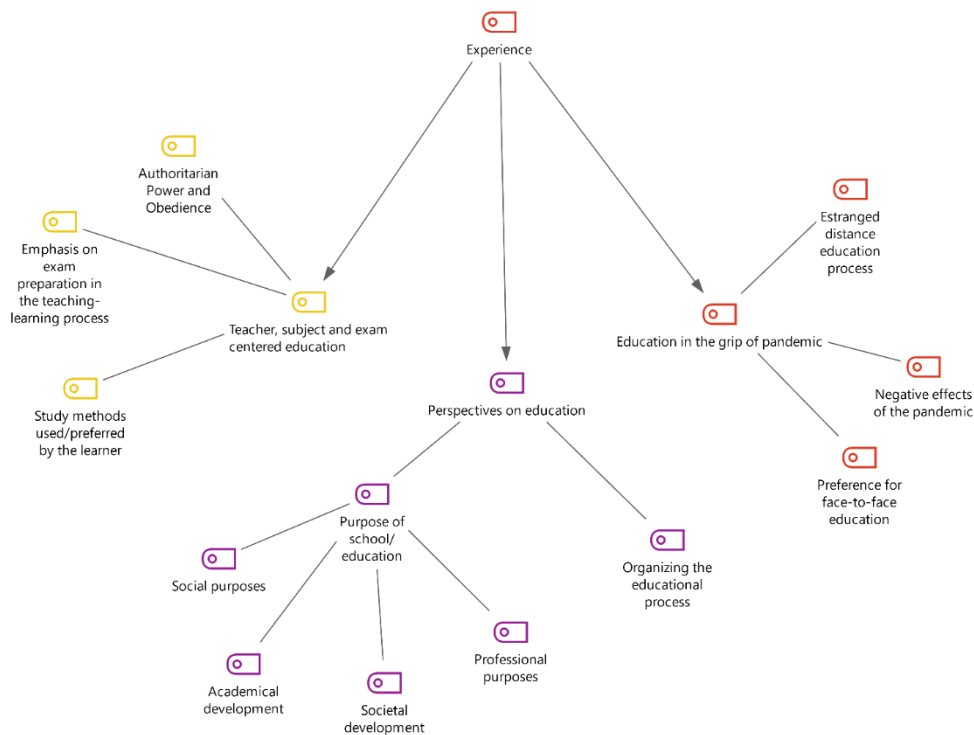 Experience
Authoritarian
Power and
Obedience
Emphasis on
exam
preparation in
the teaching-
learning process
Teacher, subject and exam
centered education
Study methods
used/preferred
by the learner
Estranged
distance
education
process
Education in the grip of pandemic
Negative effects
of the pandemic
Preference for
face-to-face
education
Perspectives on education
Purpose of
school/
education
Organizing the
educational
process
Social purposes
Academical
development
Societal
development
Professional
purposes